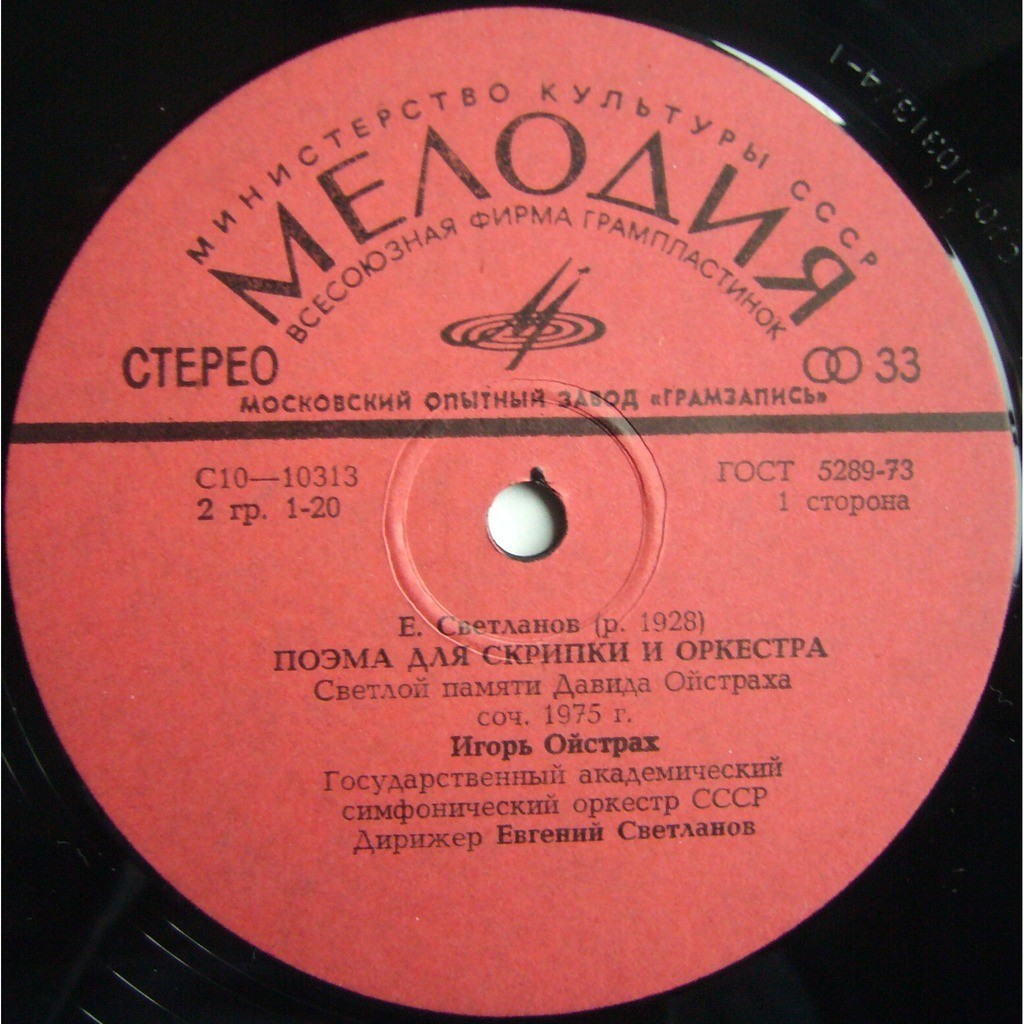 МИНИСТЕРСТВО КУЛЬТУРЫ СССР
МЕЛОДИЯ
ВСЕСОЮЗНАЯ ФИРМА ГРАМПЛАСТИНОК
СТЕРЕО
33
МОСКОВСКИЙ ОПЫТНЫЙ ЗАВОД «ГРАМЗАПИСЬ»
С10—10313
ГОСТ 5289-73
2 гр. 1-20
1 сторона
Е. Светланов (р. 1928)
ПОЭМА ДЛЯ СКРИПКИ И ОРКЕСТРА
Светлой памяти Давида Ойстраха
соч. 1975 г.
Игорь Ойстрах
Государственный академический
симфонический оркестр СССР
Дирижер Евгений Светланов